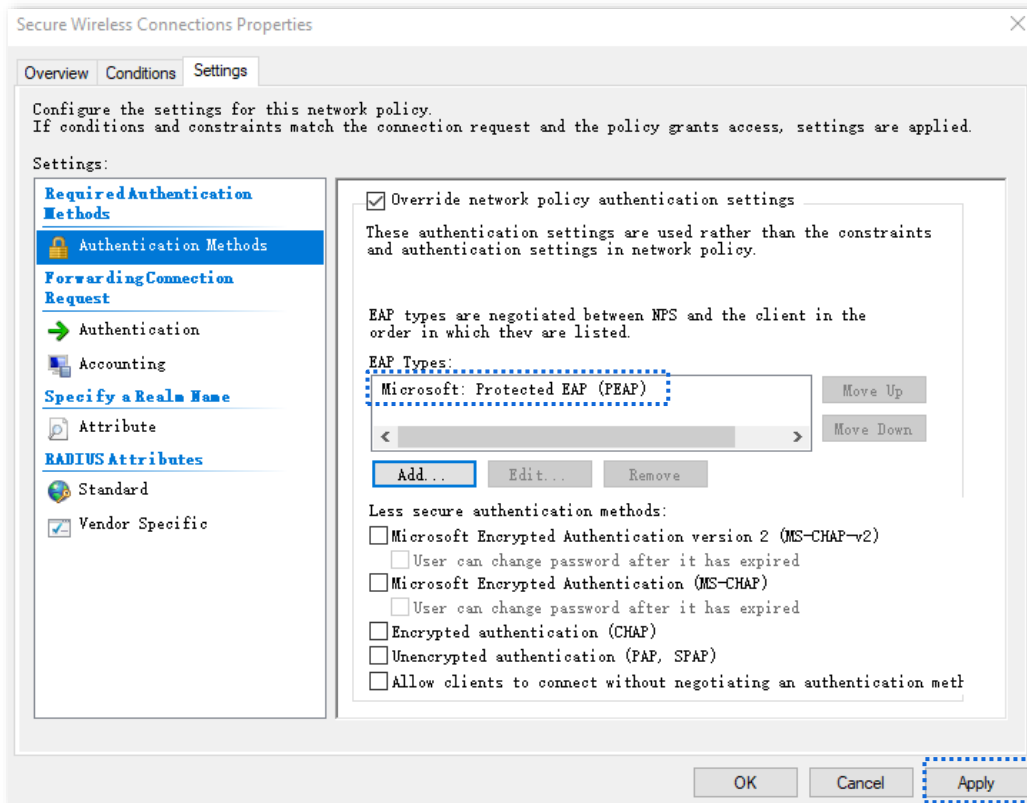 Secure Wireless Connections Properties
Overview
Conditions
Settings
Configure the settings for this network policy.
If conditions and constraints match the connection request and the policy grants access, settings are applied.
Settings:
Required Authentication
Methods
Authentication Methods
Forwarding Connection
Request
Authentication
Accounting
Specify a Realm Name
Attribute
RADIUS Attributes
Standard
Vendor Specific
Override network policy authentication settings
These authentication settings are used rather than the constraints
and authentication settings in network policy.
EAP types are negotiated between NPS and the client in the
order in which they are listed.
EAP Types:
Microsoft: Protected EAP (PEAP)
Move Up
Move Down
Add...
Edit...
Remove
Less secure authentication methods:
Microsoft Encrypted Authentication version 2 (MS-CHAP-v2)
User can change password after it has expired
Microsoft Encrypted Authentication (MS-CHAP)
User can change password after it has expired
Encrypted authentication (CHAP)
Unencrypted authentication (PAP, SPAP)
Allow clients to connect without negotiating an authentication meth
OK
Cancel
Apply